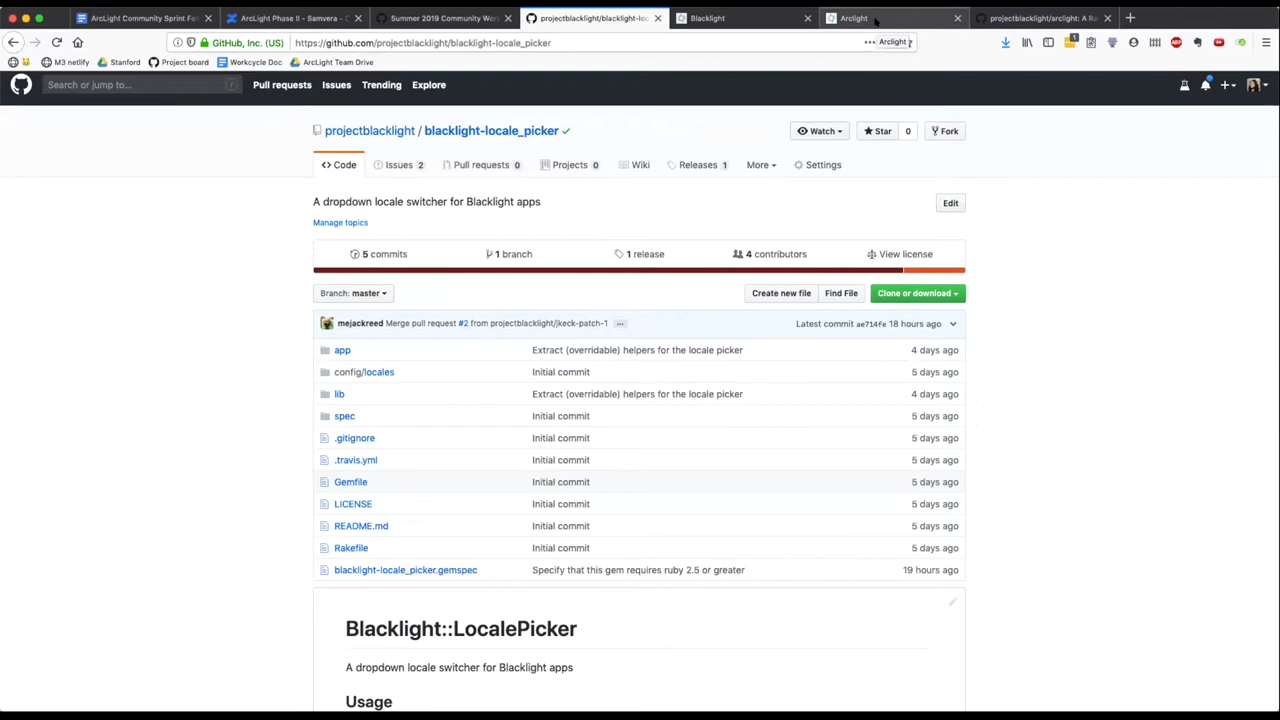 ArcLight Community Sprint Fa
ArcLight Phase II - Samvera -
Summer 2019 Community Wor
projectblacklight/blacklight-loc
Blacklight
Arclight
projectblacklight/arclight: A Ra
GitHub, Inc. (US)
https://github.com/projectblacklight/blacklight-locale_picker
Arclight
1
M3 netlify
Stanford
Project board
Workcycle Doc
ArcLight Team Drive
Search or jump to...
/
Pull requests
Issues
Trending
Explore
projectblacklight / blacklight-locale_picker
Watch
Star
0
Fork
Code
Issues 2
Pull requests 0
Projects 0
Wiki
Releases 1
More
Settings
A dropdown locale switcher for Blacklight apps
Edit
Manage topics
5 commits
1 branch
1 release
4 contributors
View license
Branch: master
Create new file
Find File
Clone or download
mejackreed Merge pull request #2 from projectblacklight/jkeck-patch-1 ...
Latest commit ae714fe 18 hours ago
app
Extract (overridable) helpers for the locale picker
4 days ago
config/locales
Initial commit
5 days ago
lib
Extract (overridable) helpers for the locale picker
4 days ago
spec
Initial commit
5 days ago
.gitignore
Initial commit
5 days ago
.travis.yml
Initial commit
5 days ago
Gemfile
Initial commit
5 days ago
LICENSE
Initial commit
5 days ago
README.md
Initial commit
5 days ago
Rakefile
Initial commit
5 days ago
blacklight-locale_picker.gemspec
Specify that this gem requires ruby 2.5 or greater
19 hours ago
Blacklight::LocalePicker
A dropdown locale switcher for Blacklight apps
Usage